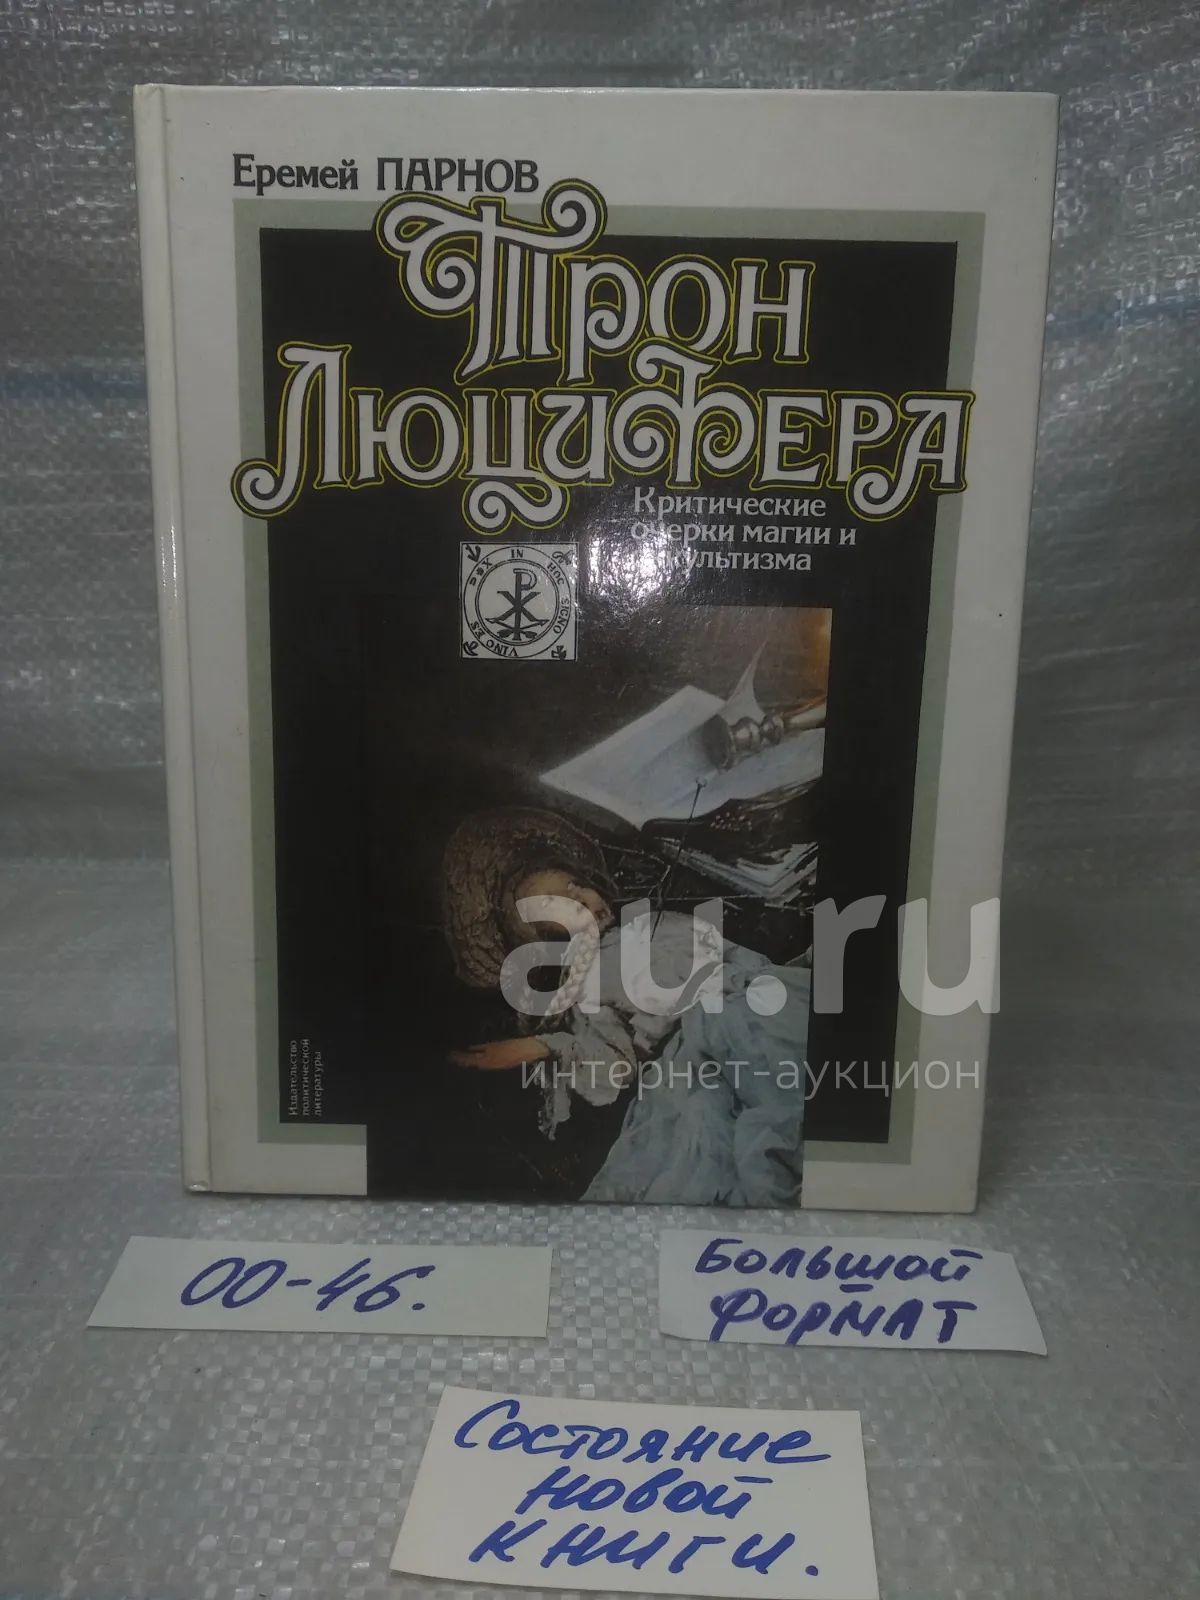 Еремей ПАРНОВ
Трон
Люцифера
Критические
очерки магии и
культизма
IN HOC SIGNO VINCES
au.ru
интернет-аукцион
Издательство
политической
литературы
00-46.
БОЛЬШОЙ
ФОРМАТ
Состояние
новой
книги.